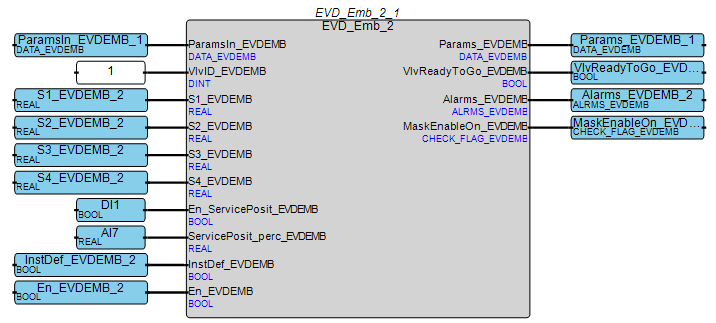 EVD_Emb_2_1
EVD_Emb_2
ParamsIn_EVDEMB_1
DATA_EVDEMB
ParamsIn_EVDEMB
DATA_EVDEMB
Params_EVDEMB
DATA_EVDEMB
Params_EVDEMB_1
DATA_EVDEMB
1
VlvID_EVDEMB
DINT
VlvReadyToGo_EVDEMB
BOOL
VlvReadyToGo_EVD...
BOOL
S1_EVDEMB_2
REAL
S1_EVDEMB
REAL
Alarms_EVDEMB
ALRMS_EVDEMB
Alarms_EVDEMB_2
ALRMS_EVDEMB
S2_EVDEMB_2
REAL
S2_EVDEMB
REAL
MaskEnableOn_EVDEMB
CHECK_FLAG_EVDEMB
MaskEnableOn_EVD...
CHECK_FLAG_EVDEMB
S3_EVDEMB_2
REAL
S3_EVDEMB
REAL
S4_EVDEMB_2
REAL
S4_EVDEMB
REAL
DI1
BOOL
En_ServicePosit_EVDEMB
BOOL
AI7
REAL
ServicePosit_perc_EVDEMB
REAL
InstDef_EVDEMB_2
BOOL
InstDef_EVDEMB
BOOL
En_EVDEMB_2
BOOL
En_EVDEMB
BOOL